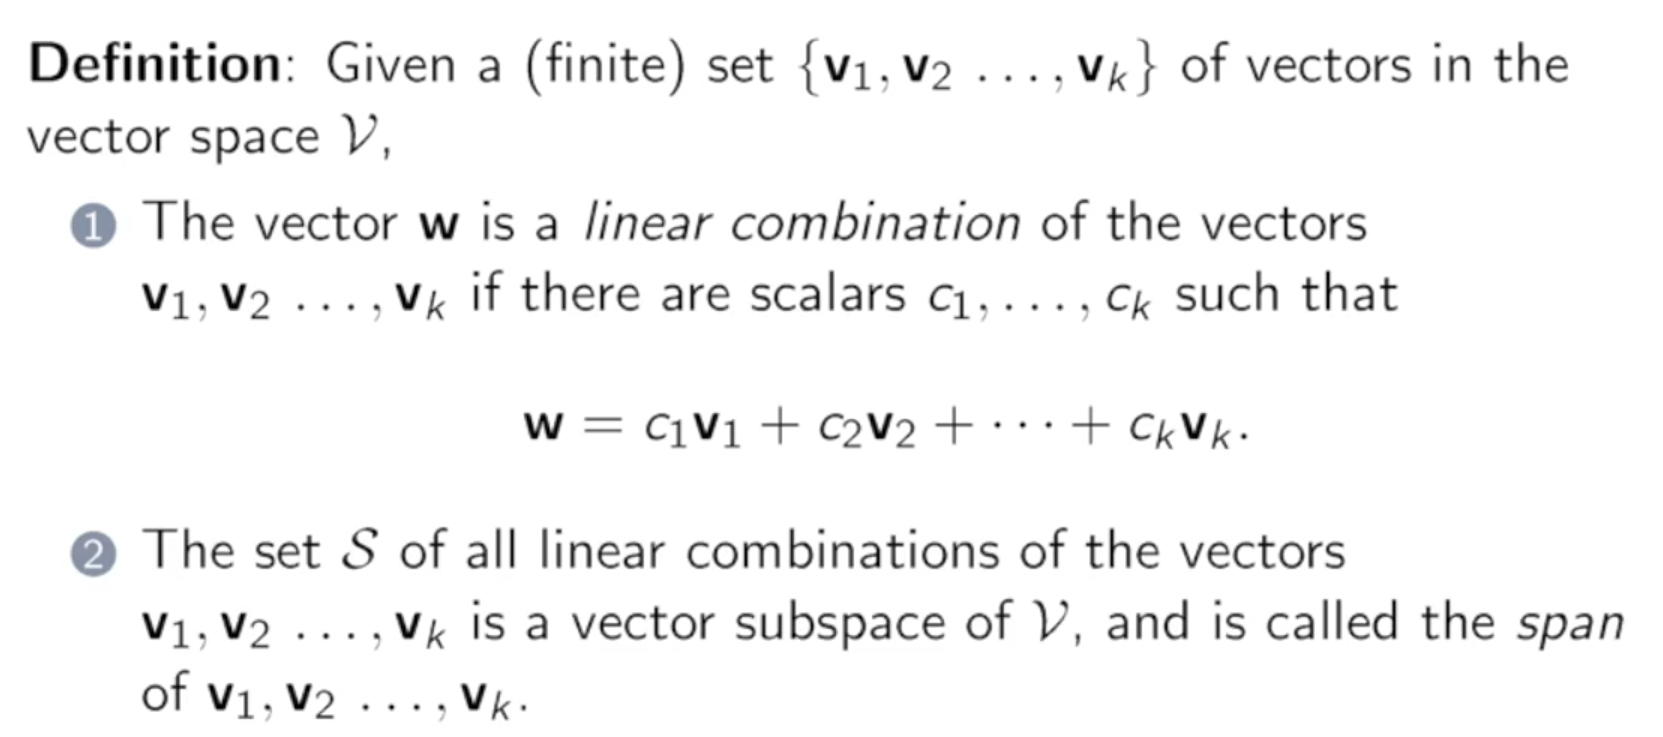 Definition: Given a (finite) set {v₁, v₂ . . . , vₖ} of vectors in the
vector space 𝒱,
1 The vector w is a linear combination of the vectors
v₁, v₂ . . . , vₖ if there are scalars c₁, . . . , cₖ such that
w = c₁v₁ + c₂v₂ + · · · + cₖvₖ.
2 The set 𝒮 of all linear combinations of the vectors
v₁, v₂ . . . , vₖ is a vector subspace of 𝒱, and is called the span
of v₁, v₂ . . . , vₖ.